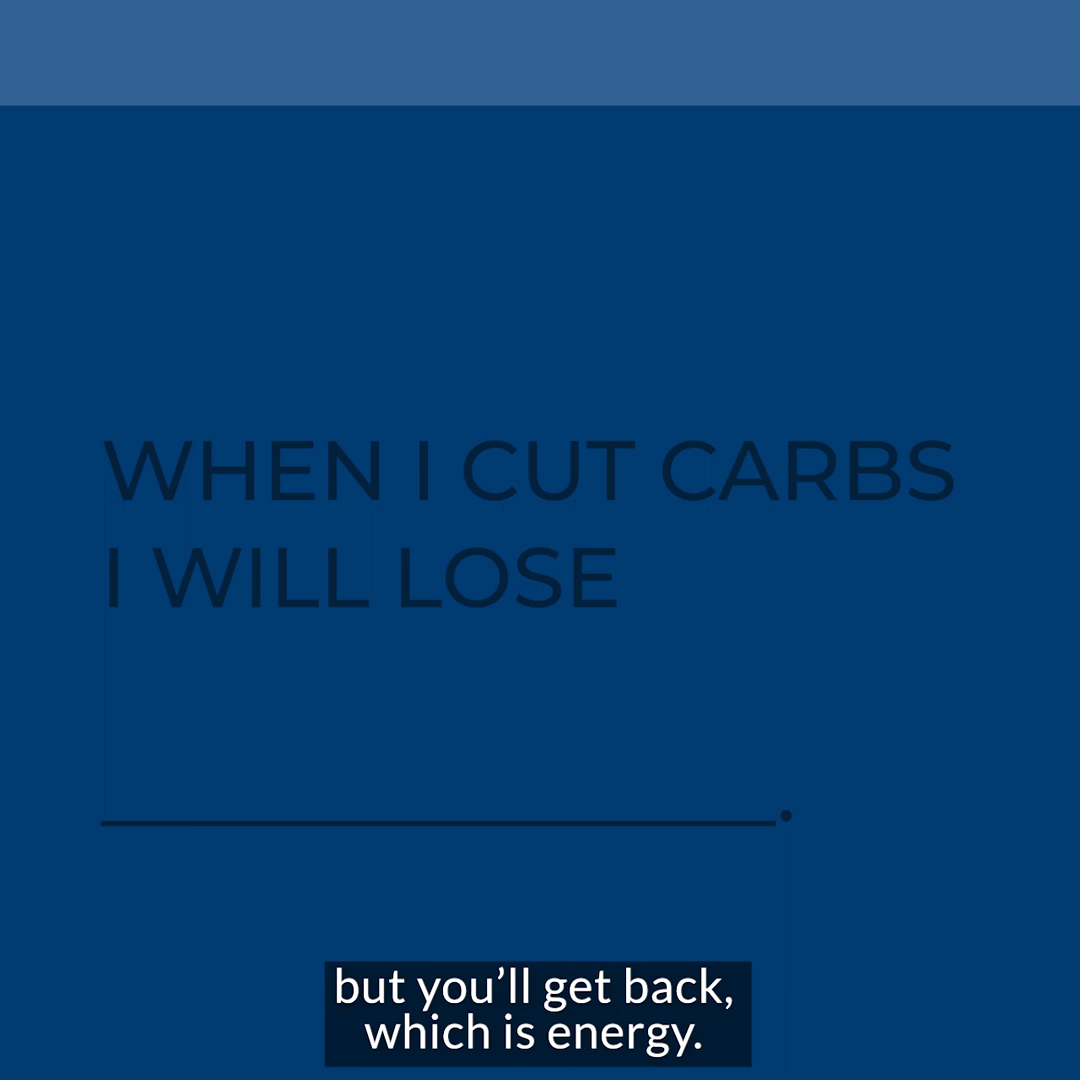 WHEN I CUT CARBS
I WILL LOSE
.
but you’ll get back,
which is energy.